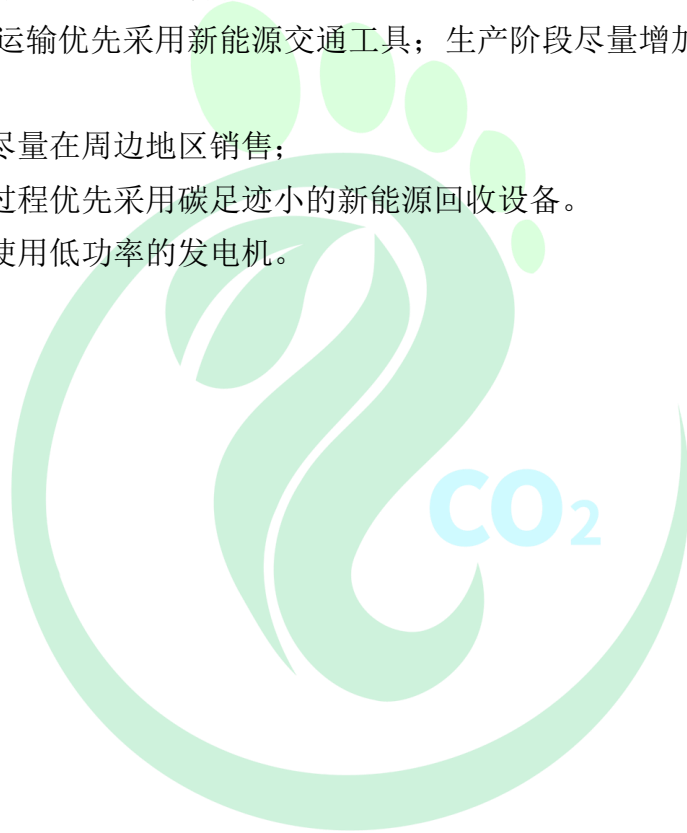 运输优先采用新能源交通工具；生产阶段尽量增加
尽量在周边地区销售；
过程优先采用碳足迹小的新能源回收设备。
使用低功率的发电机。
CO2